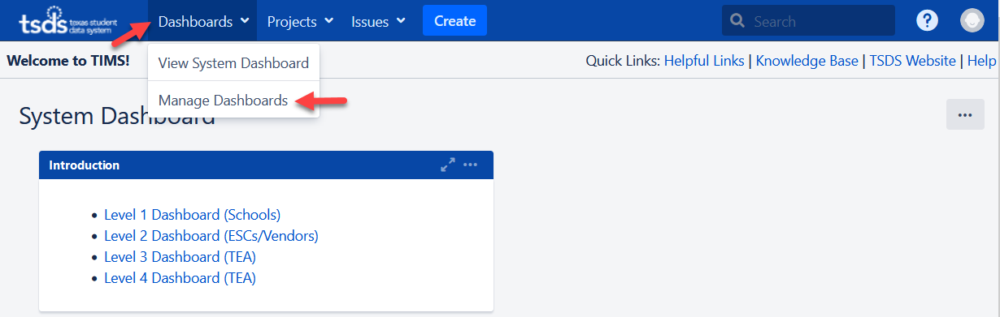 tsds texas student data system Dashboards Projects Issues Create Search ?
Welcome to TIMS! Quick Links: Helpful Links | Knowledge Base | TSDS Website | Help
View System Dashboard
Manage Dashboards
System Dashboard
Introduction
• Level 1 Dashboard (Schools)
• Level 2 Dashboard (ESCs/Vendors)
• Level 3 Dashboard (TEA)
• Level 4 Dashboard (TEA)